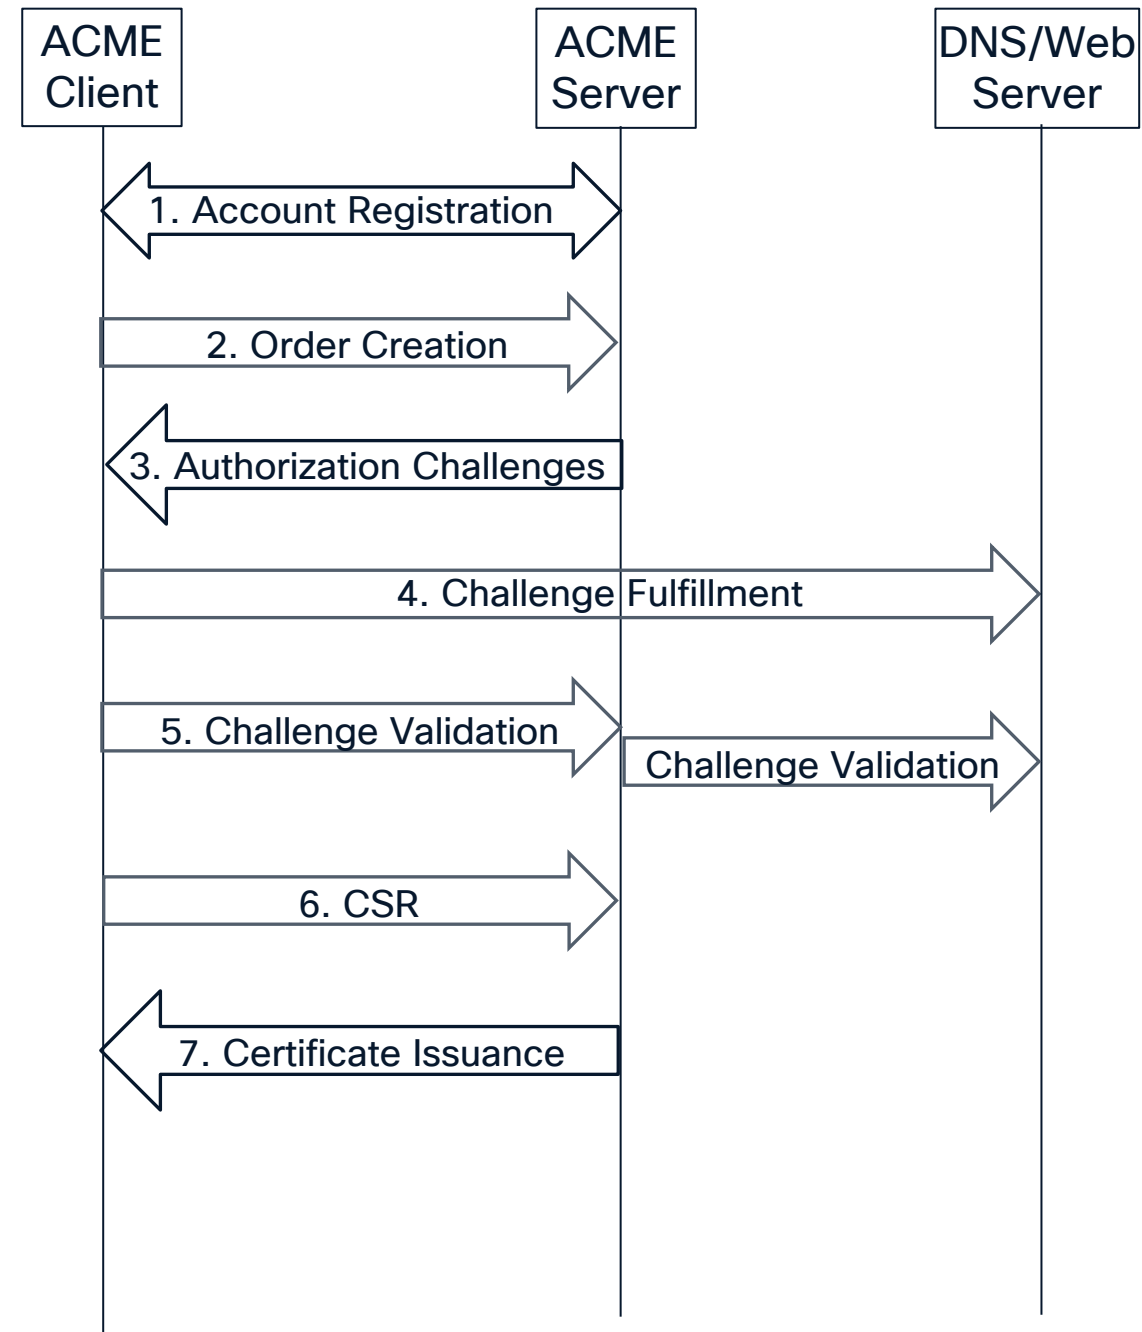 ACME
Client
ACME
Server
DNS/Web
Server
1. Account Registration
2. Order Creation
3. Authorization Challenges
4. Challenge Fulfillment
5. Challenge Validation
Challenge Validation
6. CSR
7. Certificate Issuance